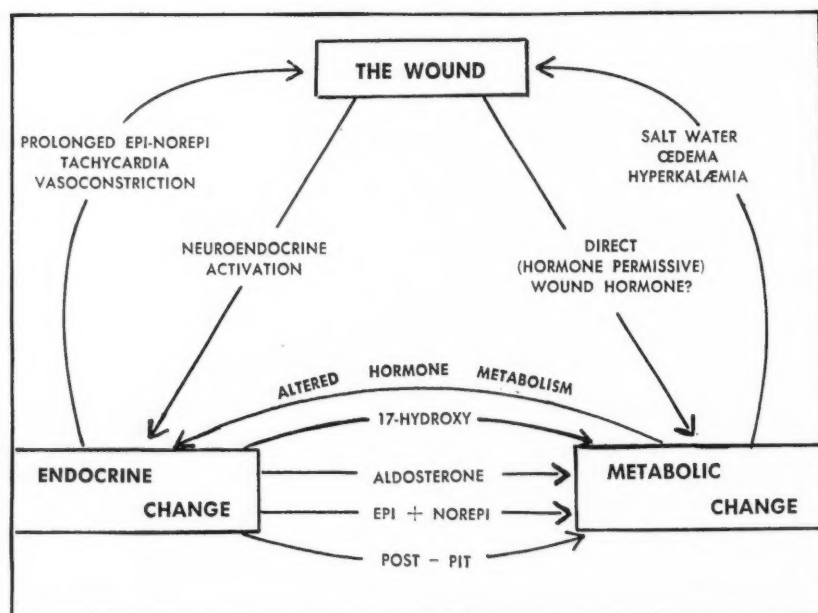 THE WOUND
PROLONGED EPI-NOREPI
TACHYCARDIA
VASOCONSTRICTION
SALT WATER
ŒDEMA
HYPERKALÆMIA
NEUROENDOCRINE
ACTIVATION
DIRECT
(HORMONE PERMISSIVE)
WOUND HORMONE?
ALTERED HORMONE METABOLISM
17-HYDROXY
ENDOCRINE
CHANGE
ALDOSTERONE
EPI + NOREPI
POST - PIT
METABOLIC
CHANGE